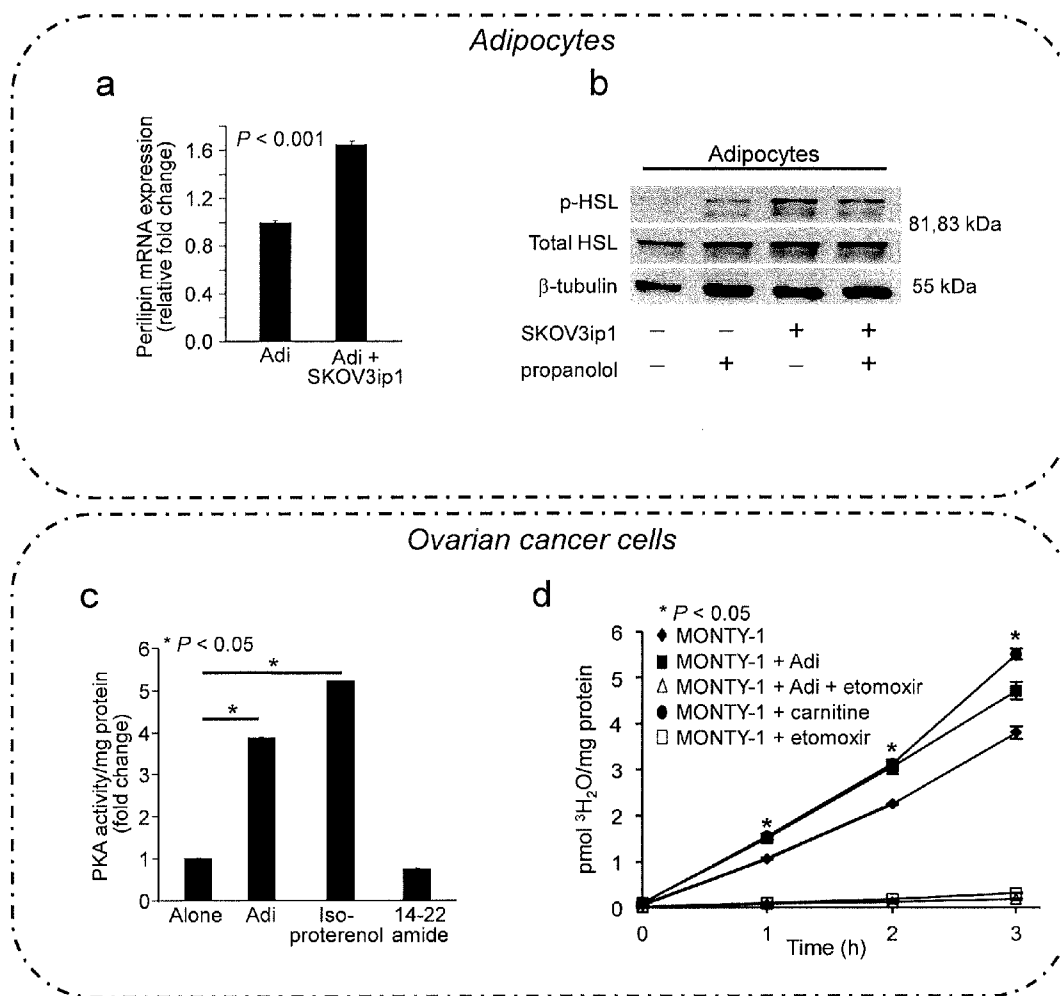 Adipocytes
a
Perilipin mRNA expression
(relative fold change)
P < 0.001
1.6
1.2
0.8
0.4
0.0
Adi
Adi +
SKOV3ip1
b
Adipocytes
p-HSL
Total HSL
β-tubulin
81,83 kDa
55 kDa
SKOV3ip1 – – + +
propanolol – + – +
Ovarian cancer cells
c
PKA activity/mg protein
(fold change)
* P < 0.05
*
*
6
5
4
3
2
1
0
Alone
Adi
Iso-
proterenol
14-22
amide
d
* P < 0.05
MONTY-1
MONTY-1 + Adi
MONTY-1 + Adi + etomoxir
MONTY-1 + carnitine
MONTY-1 + etomoxir
pmol ³H₂O/mg protein
6
5
4
3
2
1
0
*
*
*
0 1 2 3
Time (h)